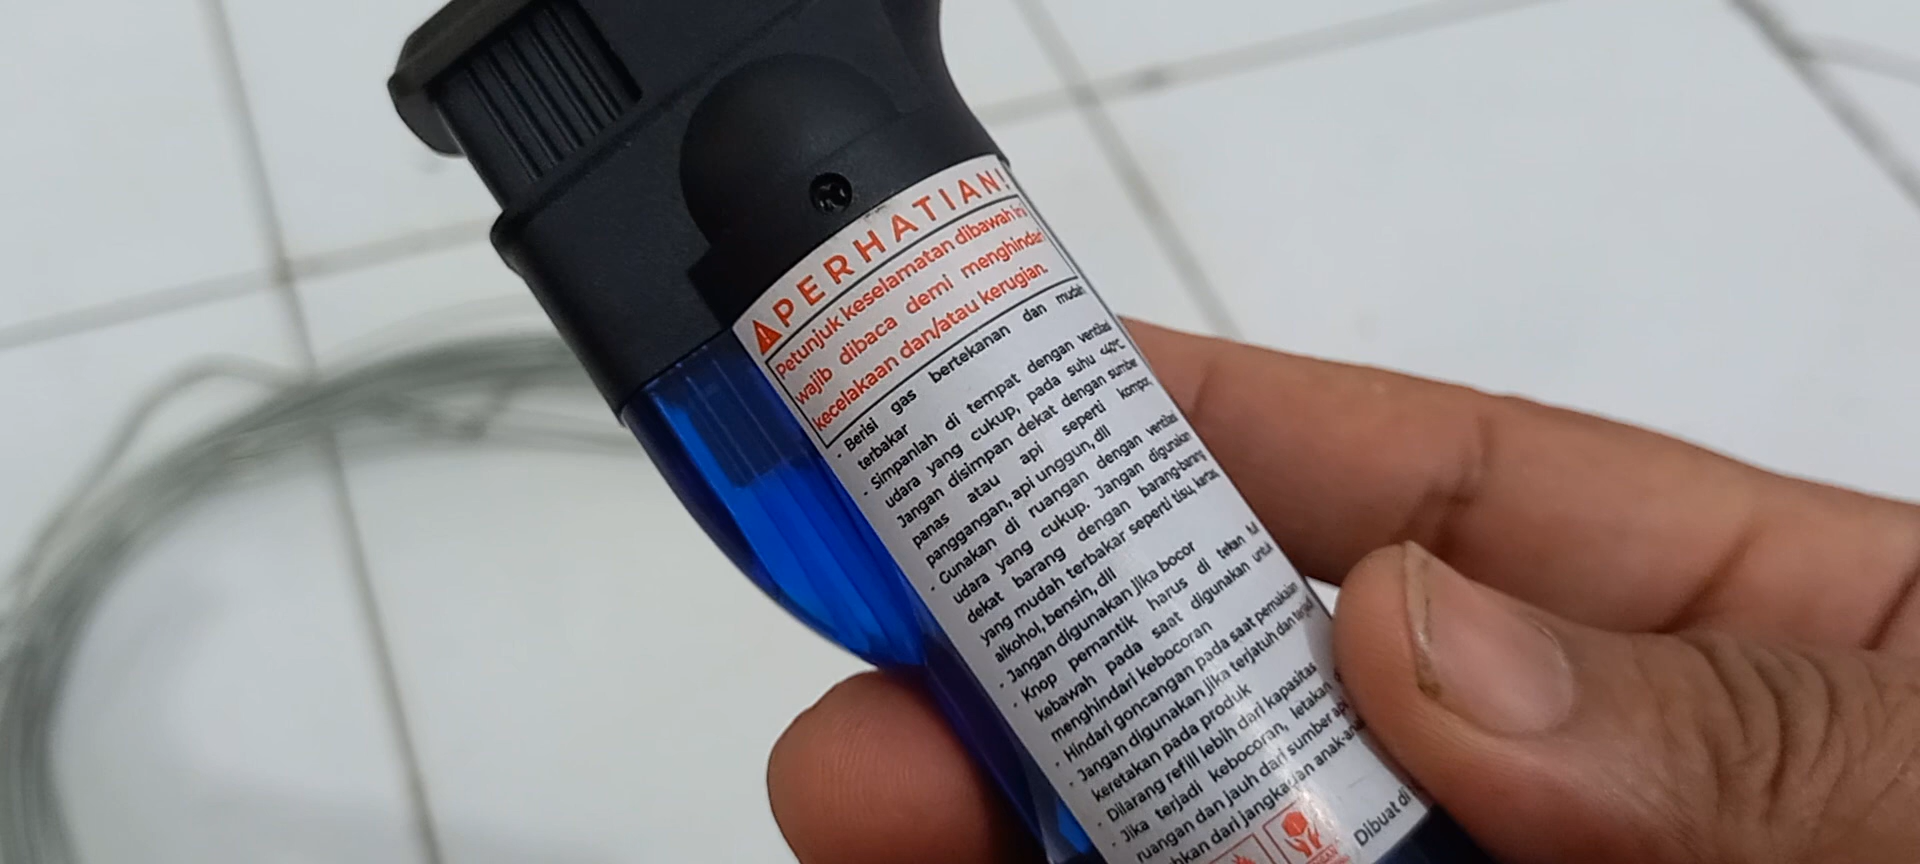 PERHATIAN!
Petunjuk keselamatan dibawah ini
wajib dibaca demi menghindari
kecelakaan dan/atau kerugian.
- Berisi gas bertekanan dan mudah
terbakar
- Simpanlah di tempat dengan ventilasi
udara yang cukup, pada suhu <40°C.
Jangan disimpan dekat dengan sumber
panas atau api seperti kompor,
panggangan, api unggun, dll
- Gunakan di ruangan dengan ventilasi
udara yang cukup. Jangan digunakan
dekat barang dengan barang-barang
yang mudah terbakar seperti tisu, kertas,
alkohol, bensin, dll
- Jangan digunakan jika bocor
- Knop pemantik harus di tekan full
kebawah pada saat digunakan untuk
menghindari kebocoran
- Hindari goncangan pada saat pemakaian
- Jangan digunakan jika terjatuh dan terjadi
keretakan pada produk
- Dilarang refill lebih dari kapasitas
- Jika terjadi kebocoran, letakan
ruangan dan jauh dari sumber api
dari jangkauan
Dibuat di